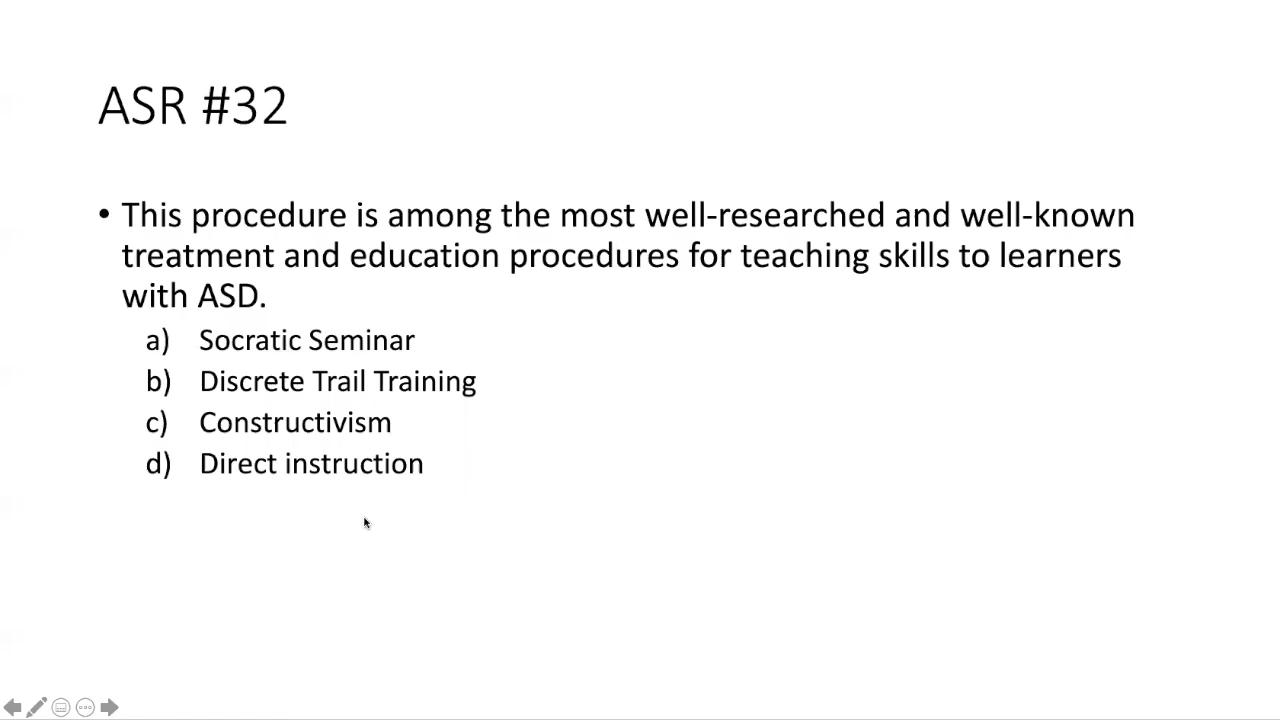 ASR #32
• This procedure is among the most well-researched and well-known
treatment and education procedures for teaching skills to learners
with ASD.
a) Socratic Seminar
b) Discrete Trail Training
c) Constructivism
d) Direct instruction